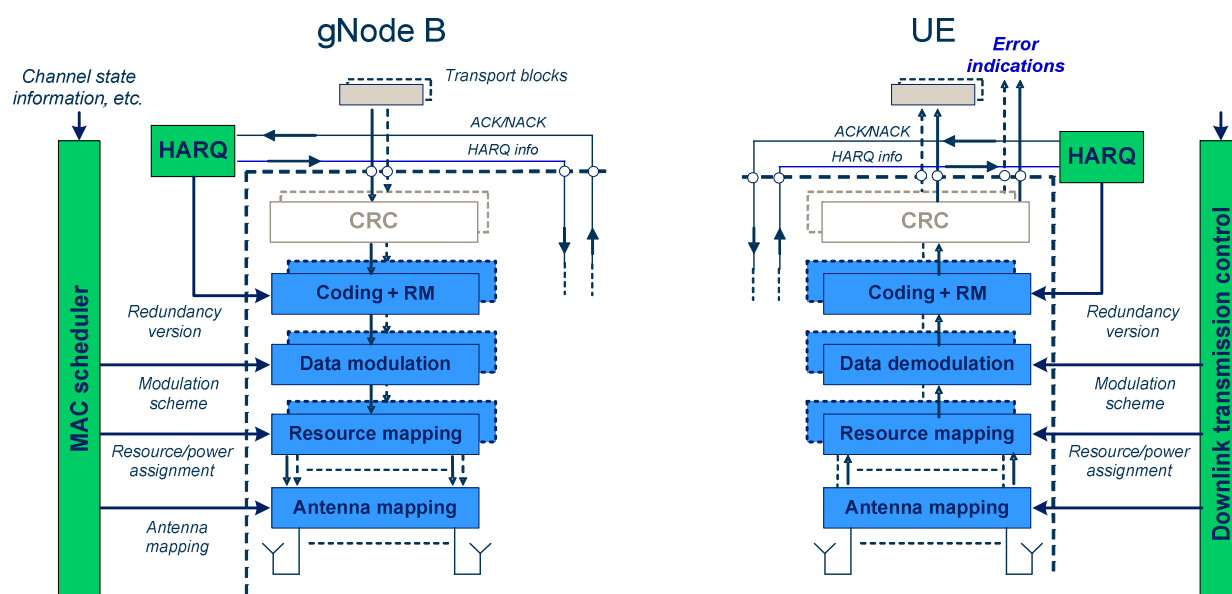 gNode B
UE
Error
indications
Channel state
information, etc.
Transport blocks
HARQ
ACK/NACK
HARQ info
CRC
Coding + RM
Redundancy
version
Data modulation
Modulation
scheme
Resource mapping
Resource/power
assignment
Antenna mapping
Antenna
mapping
MAC scheduler
ACK/NACK
HARQ info
HARQ
CRC
Coding + RM
Redundancy
version
Data demodulation
Modulation
scheme
Resource mapping
Resource/power
assignment
Antenna mapping
Antenna
mapping
Downlink transmission control